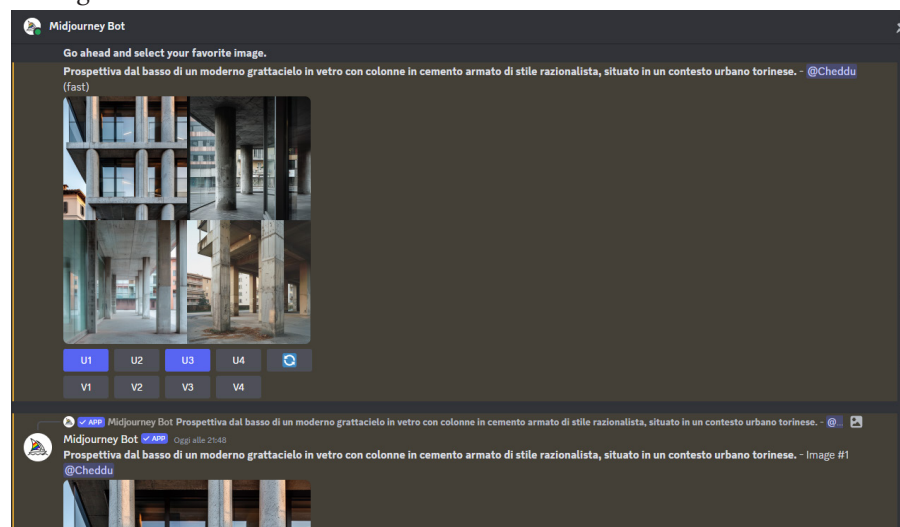 Midjourney Bot
Go ahead and select your favorite image.
Prospettiva dal basso di un moderno grattacielo in vetro con colonne in cemento armato di stile razionalista, situato in un contesto urbano torinese. - @Cheddu
(fast)
U1 U2 U3 U4
V1 V2 V3 V4
APP Midjourney Bot Prospettiva dal basso di un moderno grattacielo in vetro con colonne in cemento armato di stile razionalista, situato in un contesto urbano torinese. - @...
Midjourney Bot APP Oggi alle 21:48
Prospettiva dal basso di un moderno grattacielo in vetro con colonne in cemento armato di stile razionalista, situato in un contesto urbano torinese. - Image #1
@Cheddu